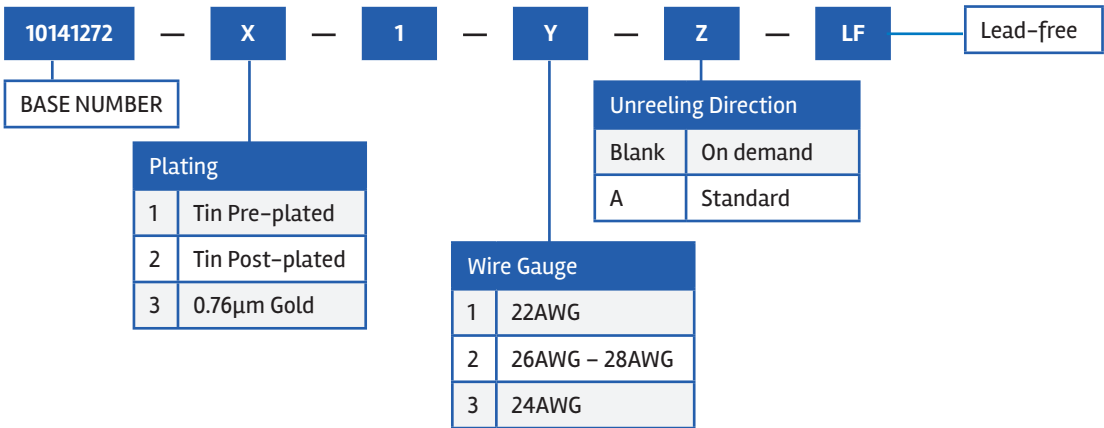 10141272 — X — 1 — Y — Z — LF Lead-free
BASE NUMBER
Plating
1 Tin Pre-plated
2 Tin Post-plated
3 0.76µm Gold
Unreeling Direction
Blank On demand
A Standard
Wire Gauge
1 22AWG
2 26AWG – 28AWG
3 24AWG